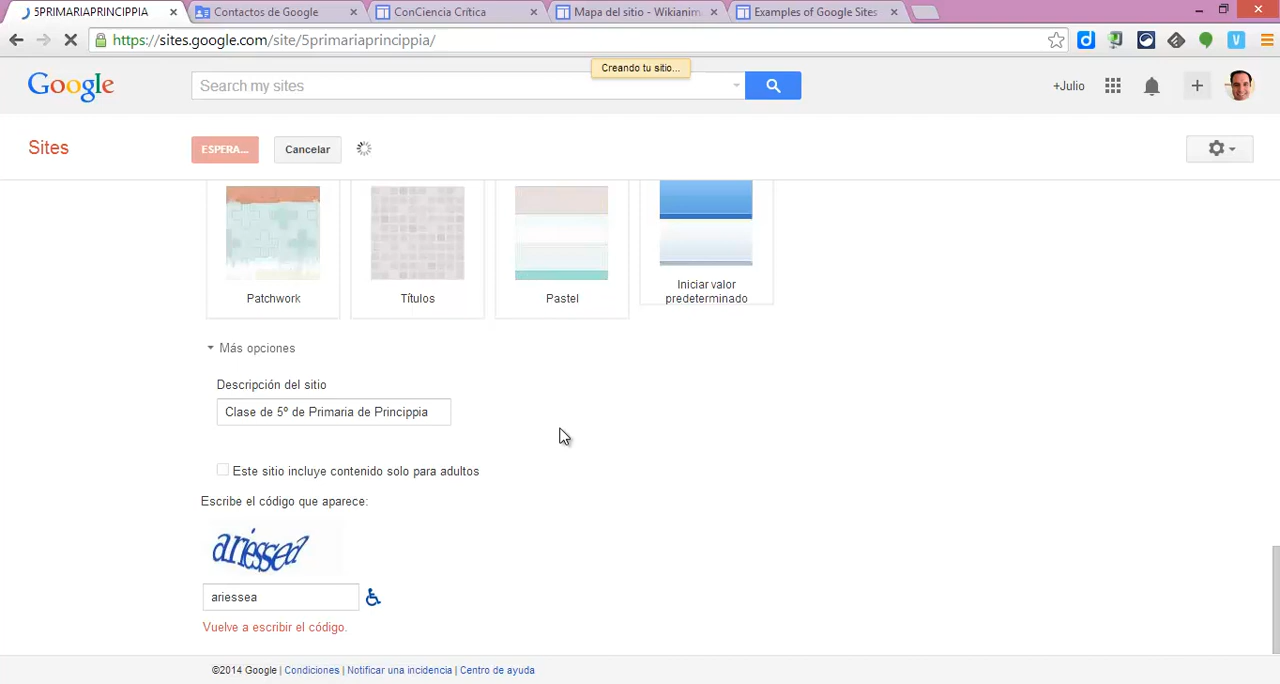 5PRIMARIAPRINCIPPIA
Contactos de Google
ConCiencia Crítica
Mapa del sitio - Wikianim
Examples of Google Sites
https://sites.google.com/site/5primariaprincippia/
Creando tu sitio...
Google
Search my sites
+Julio
Sites
ESPERA...
Cancelar
Patchwork
Títulos
Pastel
Iniciar valor
predeterminado
Más opciones
Descripción del sitio
Clase de 5º de Primaria de Princippia
Este sitio incluye contenido solo para adultos
Escribe el código que aparece:
ariessea
Vuelve a escribir el código.
©2014 Google | Condiciones | Notificar una incidencia | Centro de ayuda